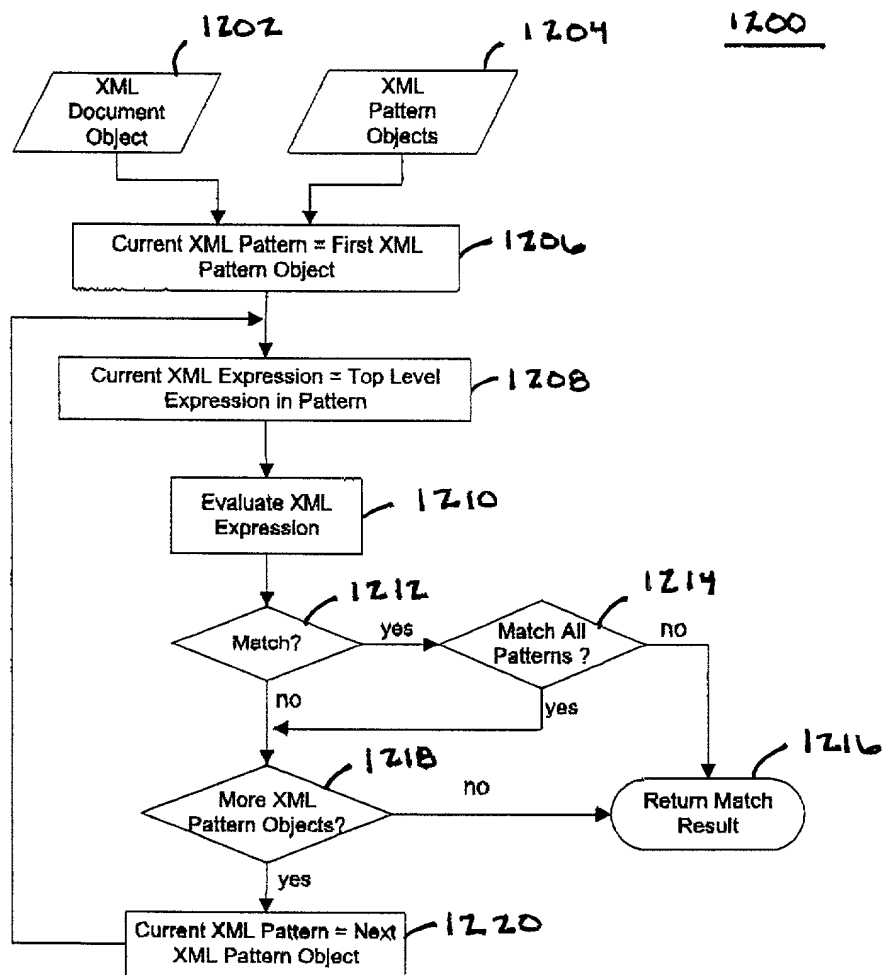 1202
1204
1200
XML
Document
Object
XML
Pattern
Objects
Current XML Pattern = First XML
Pattern Object
1206
Current XML Expression = Top Level
Expression in Pattern
1208
Evaluate XML
Expression
1210
1212
1214
Match?
yes
Match All
Patterns ?
no
no
yes
1218
1216
More XML
Pattern Objects?
no
Return Match
Result
yes
Current XML Pattern = Next
XML Pattern Object
1220